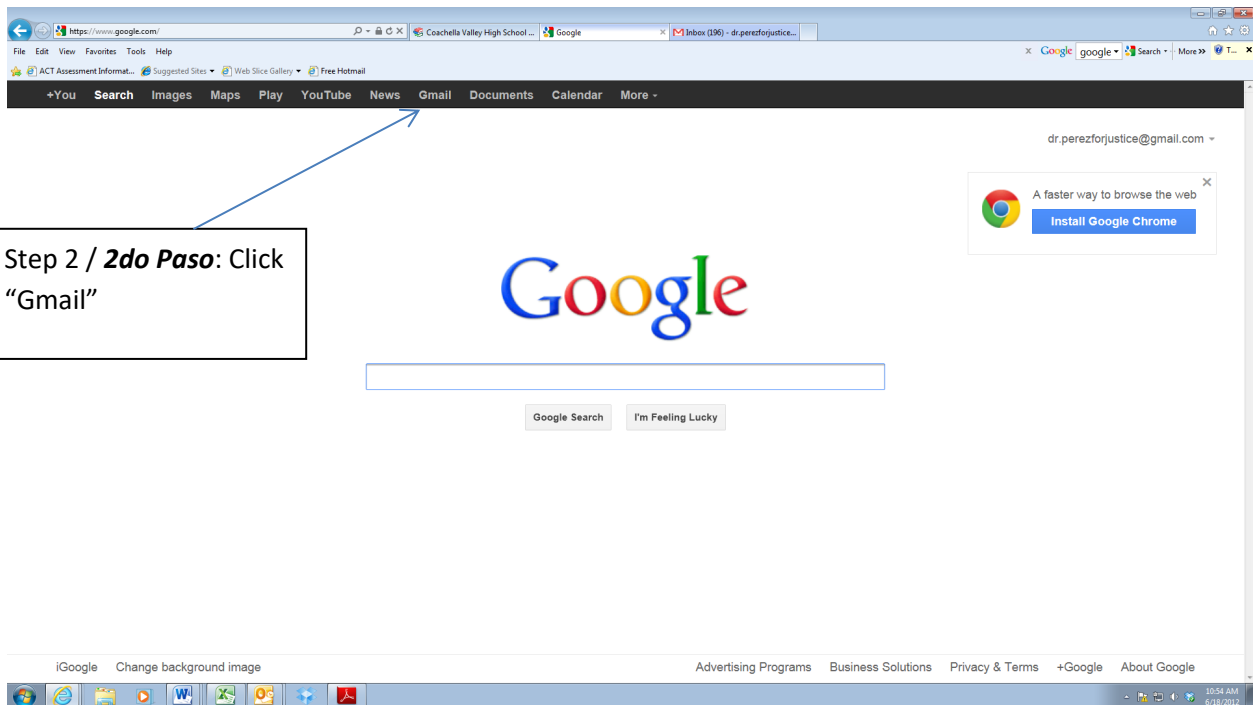 https://www.google.com/
Coachella Valley High School ...
Google
Inbox (196) - dr.perezforjustice...
File Edit View Favorites Tools Help
x Google google Search More »
ACT Assessment Informat... Suggested Sites Web Slice Gallery Free Hotmail
+You Search Images Maps Play YouTube News Gmail Documents Calendar More
dr.perezforjustice@gmail.com
A faster way to browse the web
Install Google Chrome
Step 2 / 2do Paso: Click
“Gmail”
Google
Google Search I'm Feeling Lucky
iGoogle Change background image Advertising Programs Business Solutions Privacy & Terms +Google About Google
10:54 AM
6/18/2012